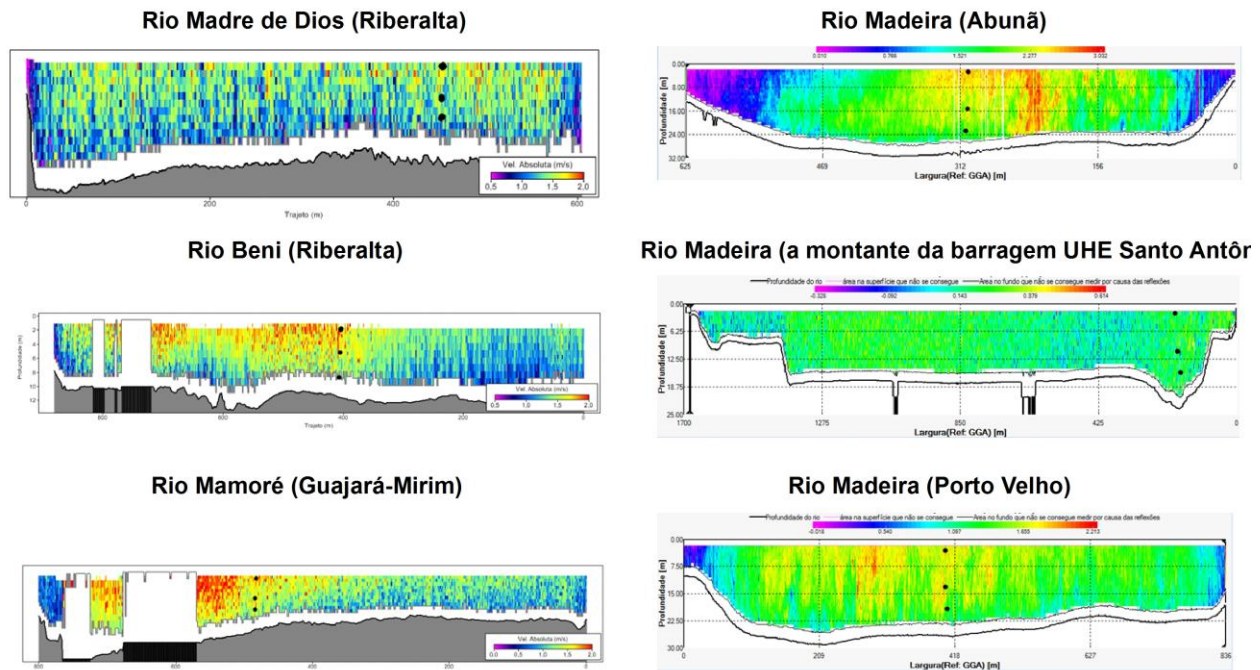 Rio Madre de Dios (Riberalta)
Vel. Absoluta (m/s)
0,5 1,0 1,5 2,0
0 200 400 600
Trajeto (m)
Rio Madeira (Abunã)
0.010 0.766 1.521 2.277 3.032
Profundidade [m]
0.00
8.00
16.00
24.00
32.00
625 469 312 156 0
Largura(Ref: GGA) [m]
Rio Beni (Riberalta)
Profundidade (m)
0
2
4
6
8
10
12
Vel. Absoluta (m/s)
0,5 1,0 1,5 2,0
800 600 400 200 0
Trajeto (m)
Rio Madeira (a montante da barragem UHE Santo Antôn
Profundidade do rio área na superfície que não se consegue medir Área no fundo que não se consegue medir por causa das reflexões
0.143 0.378 0.614
Profundidade [m]
0.00
6.25
12.50
18.75
25.00
1700 1275 850 425 0
Largura(Ref: GGA) [m]
Rio Mamoré (Guajará-Mirim)
Vel. Absoluta (m/s)
0,0 0,5 1,0 1,5 2,0
800 600 400 200 0
Rio Madeira (Porto Velho)
Profundidade do rio área na superfície que não se consegue Área no fundo que não se consegue medir por causa das reflexões
-0.018 0.540 1.097 1.655 2.213
Profundidade [m]
0.00
7.50
15.00
22.50
30.00
0 209 418 627 836
Largura(Ref: GGA) [m]